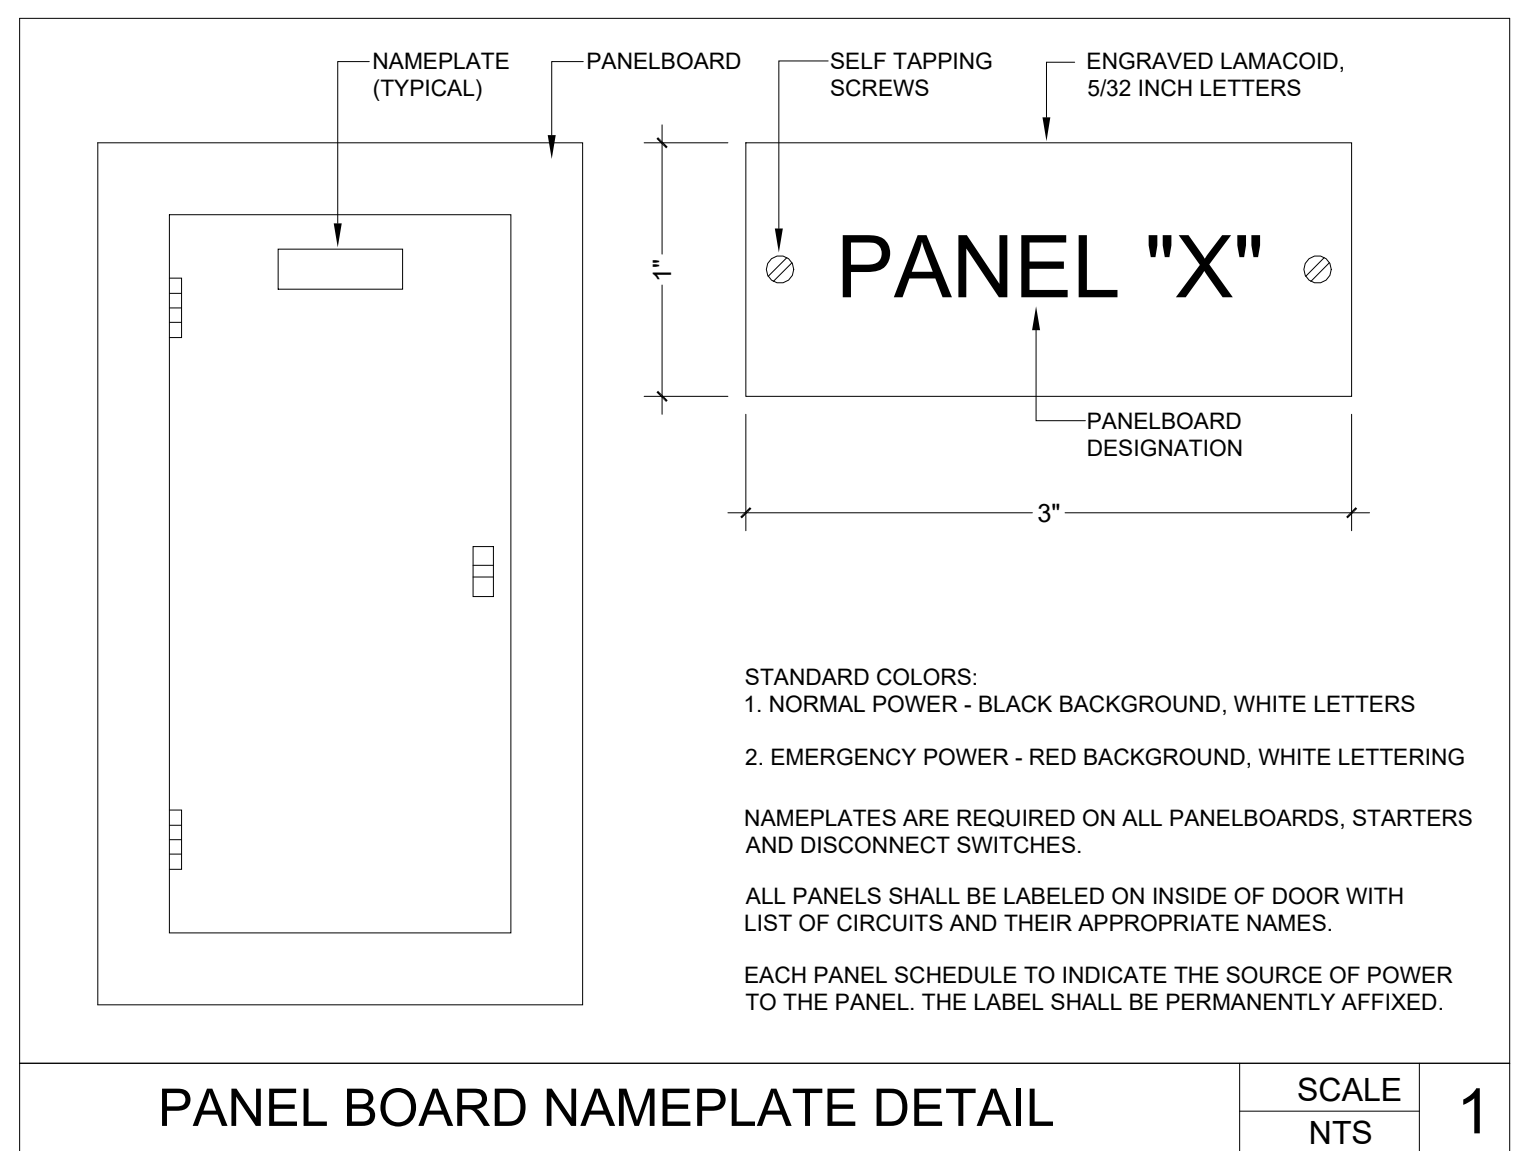 NAMEPLATE
(TYPICAL)
PANELBOARD
SELF TAPPING
SCREWS
ENGRAVED LAMACOID,
5/32 INCH LETTERS
1"
PANEL "X"
PANELBOARD
DESIGNATION
3"
STANDARD COLORS:
1. NORMAL POWER - BLACK BACKGROUND, WHITE LETTERS
2. EMERGENCY POWER - RED BACKGROUND, WHITE LETTERING
NAMEPLATES ARE REQUIRED ON ALL PANELBOARDS, STARTERS
AND DISCONNECT SWITCHES.
ALL PANELS SHALL BE LABELED ON INSIDE OF DOOR WITH
LIST OF CIRCUITS AND THEIR APPROPRIATE NAMES.
EACH PANEL SCHEDULE TO INDICATE THE SOURCE OF POWER
TO THE PANEL. THE LABEL SHALL BE PERMANENTLY AFFIXED.
PANEL BOARD NAMEPLATE DETAIL
SCALE
NTS
1